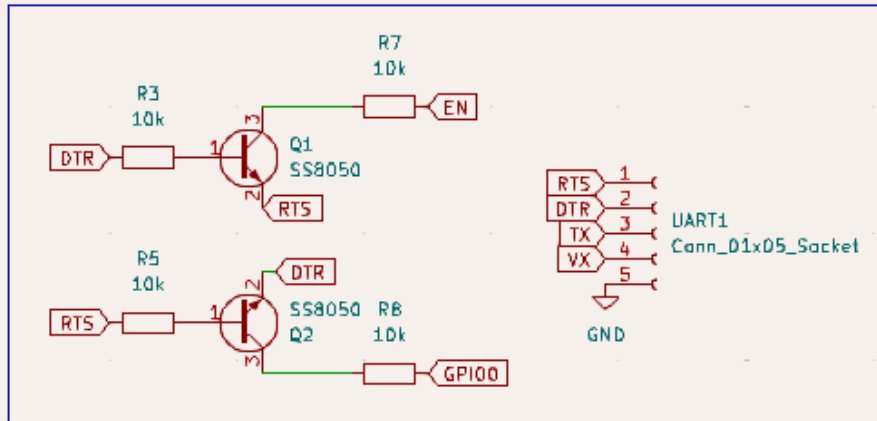 R7
10k
EN
R3
10k
DTR
1
3
2
Q1
SS8050
RTS
RTS
DTR
TX
VX
1
2
3
4
5
UART1
Conn_01x05_Socket
GND
R5
10k
RTS
1
2
3
DTR
SS8050
Q2
R8
10k
GPIO0